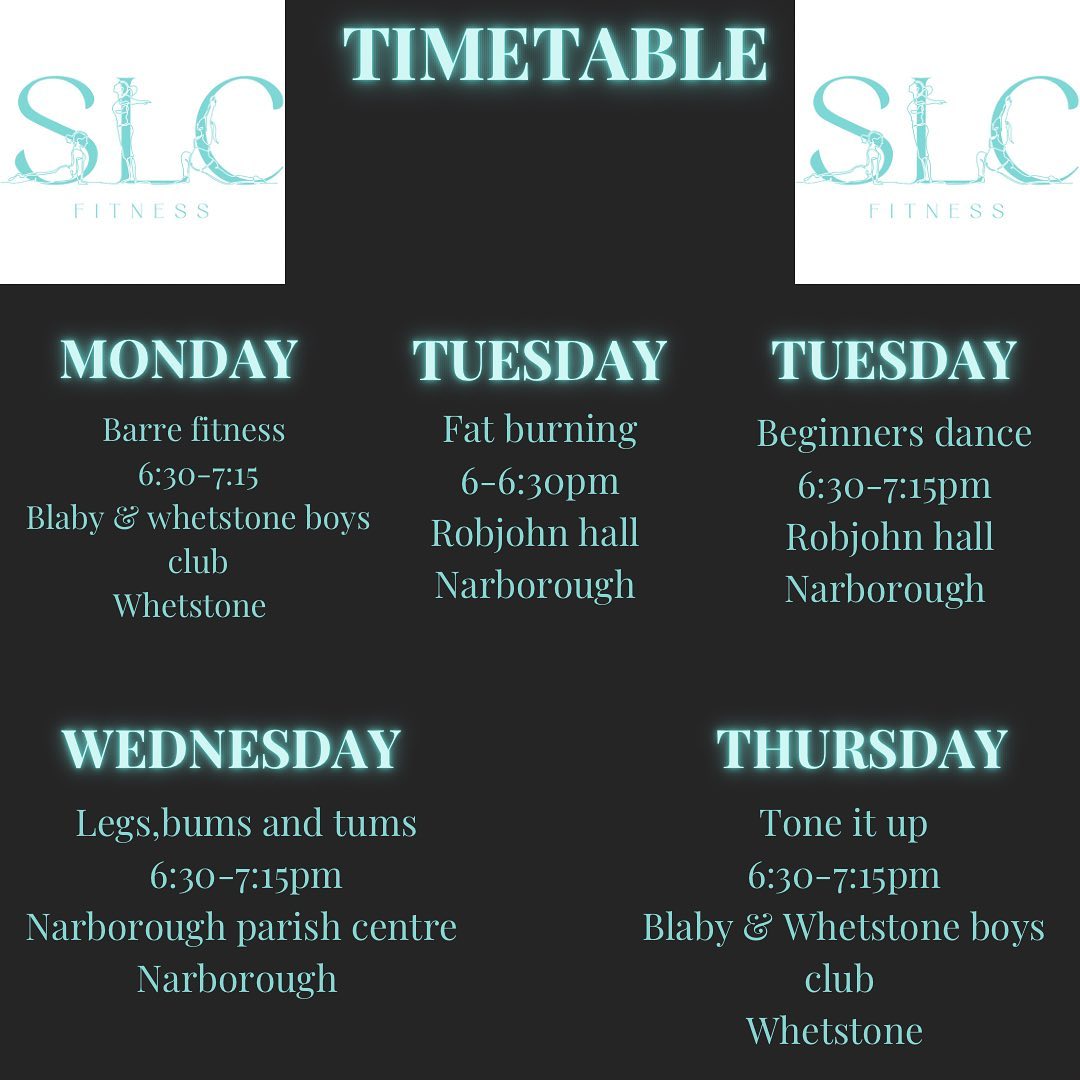 TIMETABLE
SLC
FITNESS
SLC
FITNESS
MONDAY
Barre fitness
6:30-7:15
Blaby & whetstone boys
club
Whetstone
TUESDAY
Fat burning
6-6:30pm
Robjohn hall
Narborough
TUESDAY
Beginners dance
6:30-7:15pm
Robjohn hall
Narborough
WEDNESDAY
Legs,bums and tums
6:30-7:15pm
Narborough parish centre
Narborough
THURSDAY
Tone it up
6:30-7:15pm
Blaby & Whetstone boys
club
Whetstone